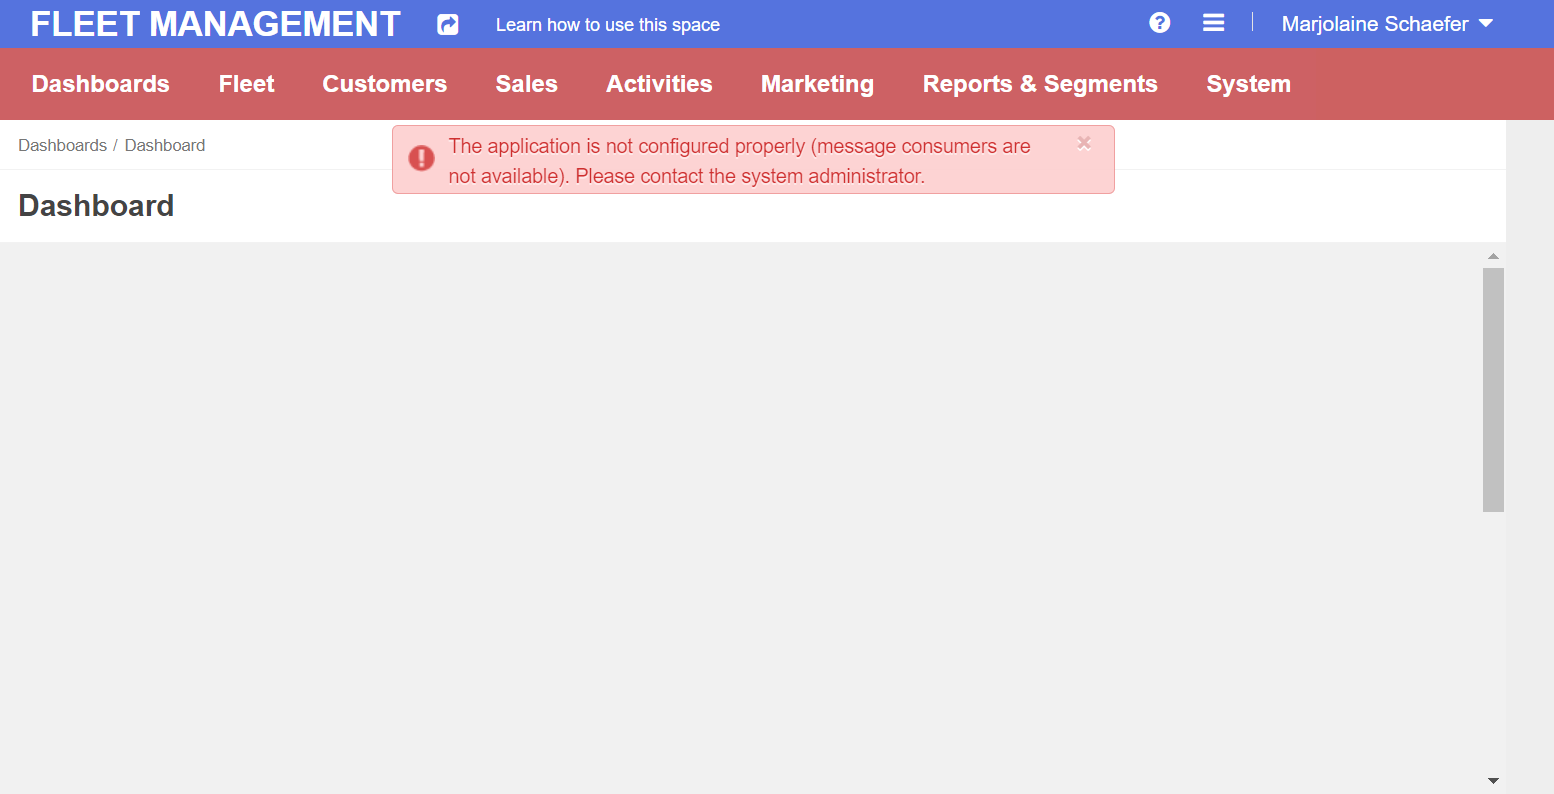 FLEET MANAGEMENT
Learn how to use this space
Marjolaine Schaefer
Dashboards Fleet Customers Sales Activities Marketing Reports & Segments System
Dashboards / Dashboard
The application is not configured properly (message consumers are
not available). Please contact the system administrator.
Dashboard